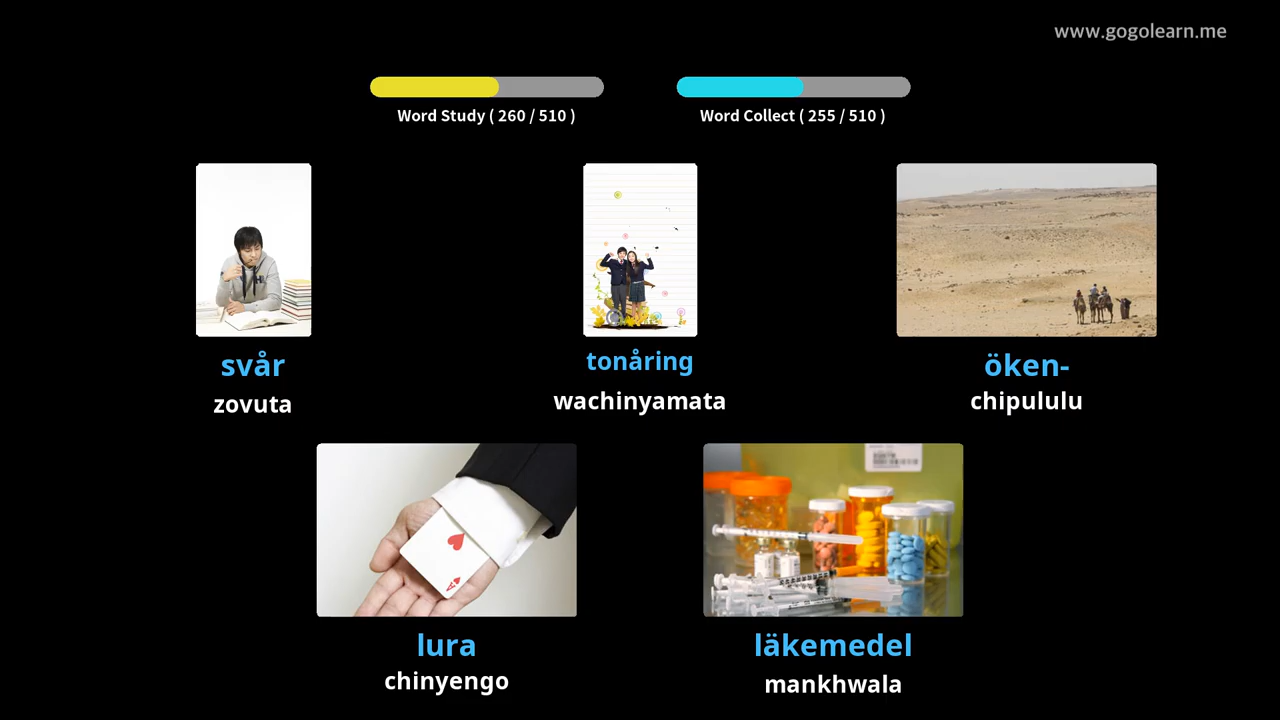 www.gogolearn.me
Word Study ( 260 / 510 )
Word Collect ( 255 / 510 )
svår
zovuta
tonåring
wachinyamata
öken-
chipululu
lura
chinyengo
läkemedel
mankhwala